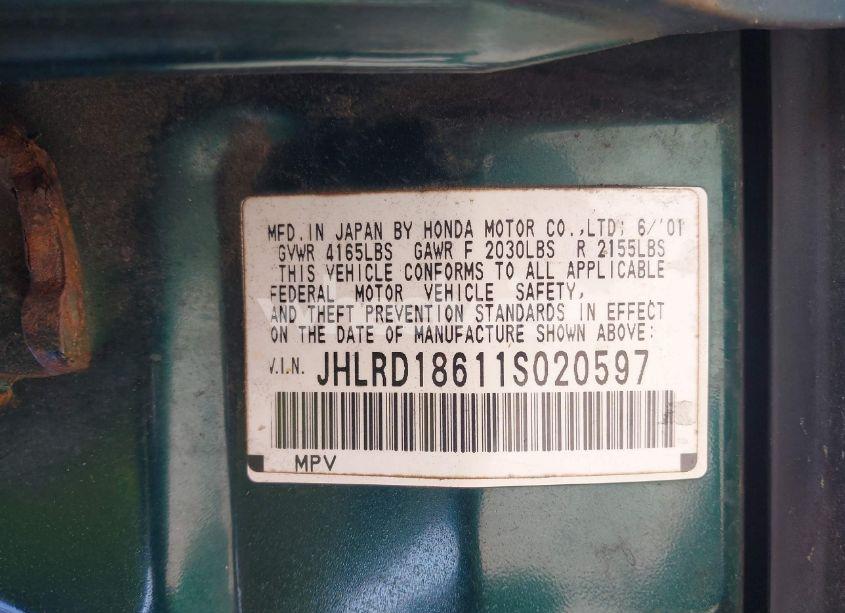 MFD. IN JAPAN BY HONDA MOTOR CO.,LTD; 6/'01
GVWR 4165LBS GAWR F 2030LBS R 2155LBS
THIS VEHICLE CONFORMS TO ALL APPLICABLE
FEDERAL MOTOR VEHICLE SAFETY,
AND THEFT PREVENTION STANDARDS IN EFFECT
ON THE DATE OF MANUFACTURE SHOWN ABOVE:
V.I.N. JHLRD18611S020597
MPV